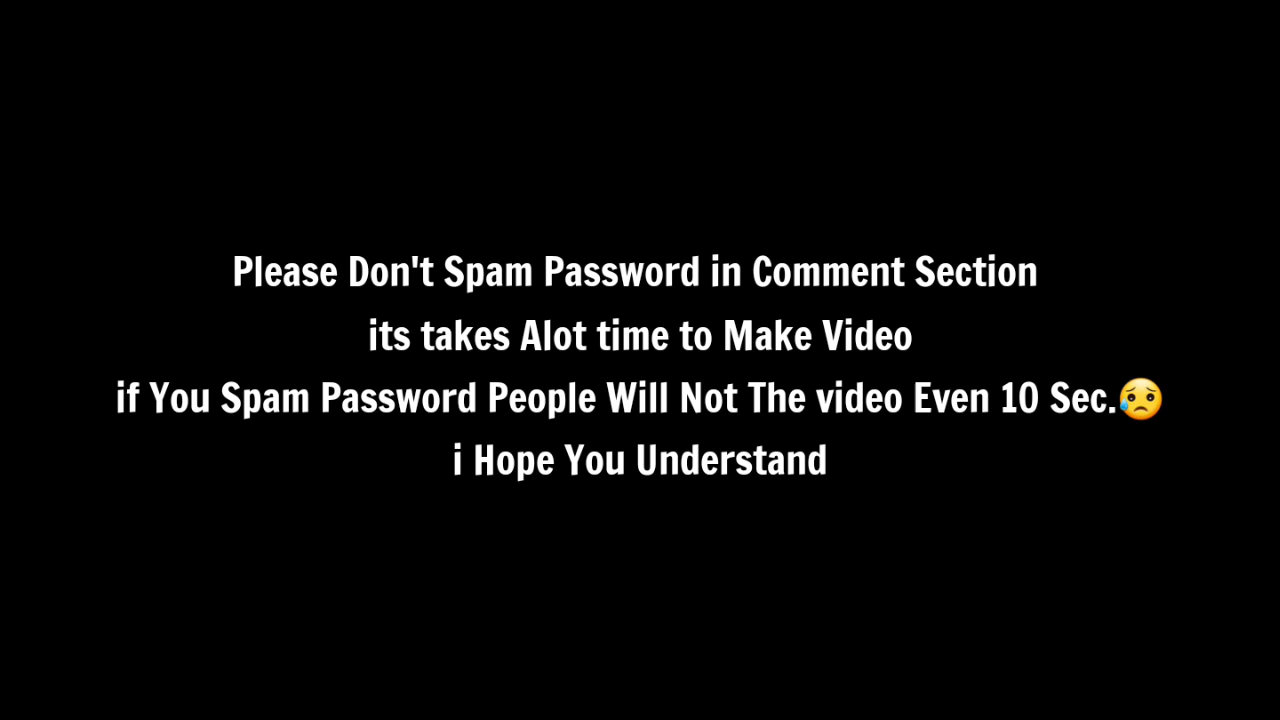 Please Don't Spam Password in Comment Section
its takes Alot time to Make Video
if You Spam Password People Will Not The video Even 10 Sec.😥
i Hope You Understand